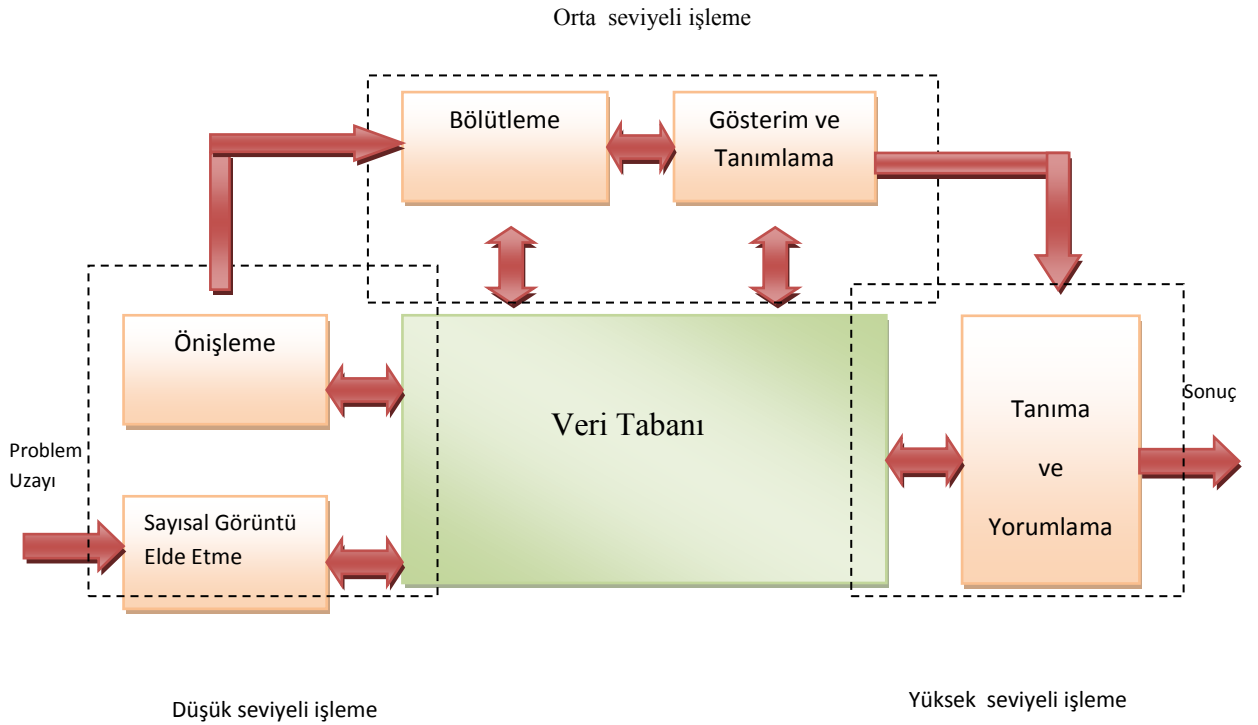 Orta seviyeli işleme
Bölütleme
Gösterim ve
Tanımlama
Önişleme
Veri Tabanı
Tanıma
ve
Yorumlama
Sonuç
Problem
Uzayı
Sayısal Görüntü
Elde Etme
Düşük seviyeli işleme
Yüksek seviyeli işleme